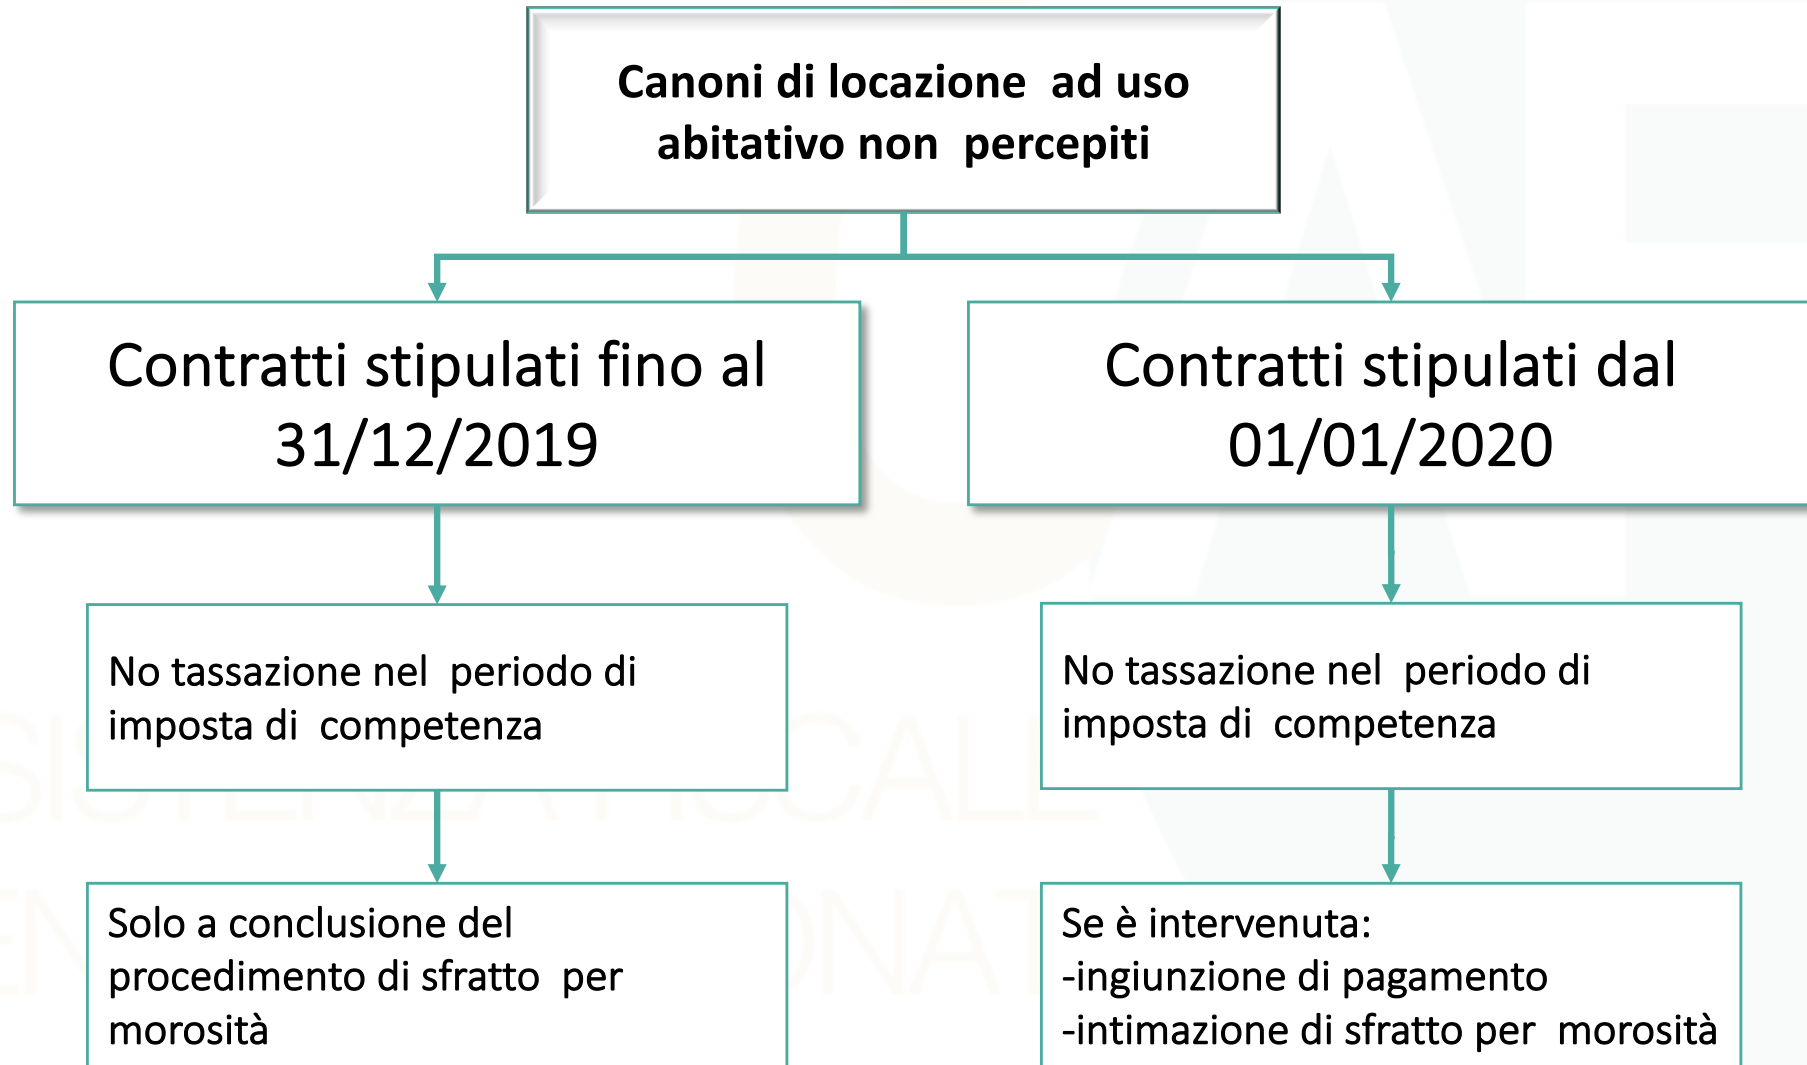 Canoni di locazione ad uso
abitativo non percepiti
Contratti stipulati fino al
31/12/2019
Contratti stipulati dal
01/01/2020
No tassazione nel periodo di
imposta di competenza
No tassazione nel periodo di
imposta di competenza
Solo a conclusione del
procedimento di sfratto per
morosità
Se è intervenuta:
-ingiunzione di pagamento
-intimazione di sfratto per morosità